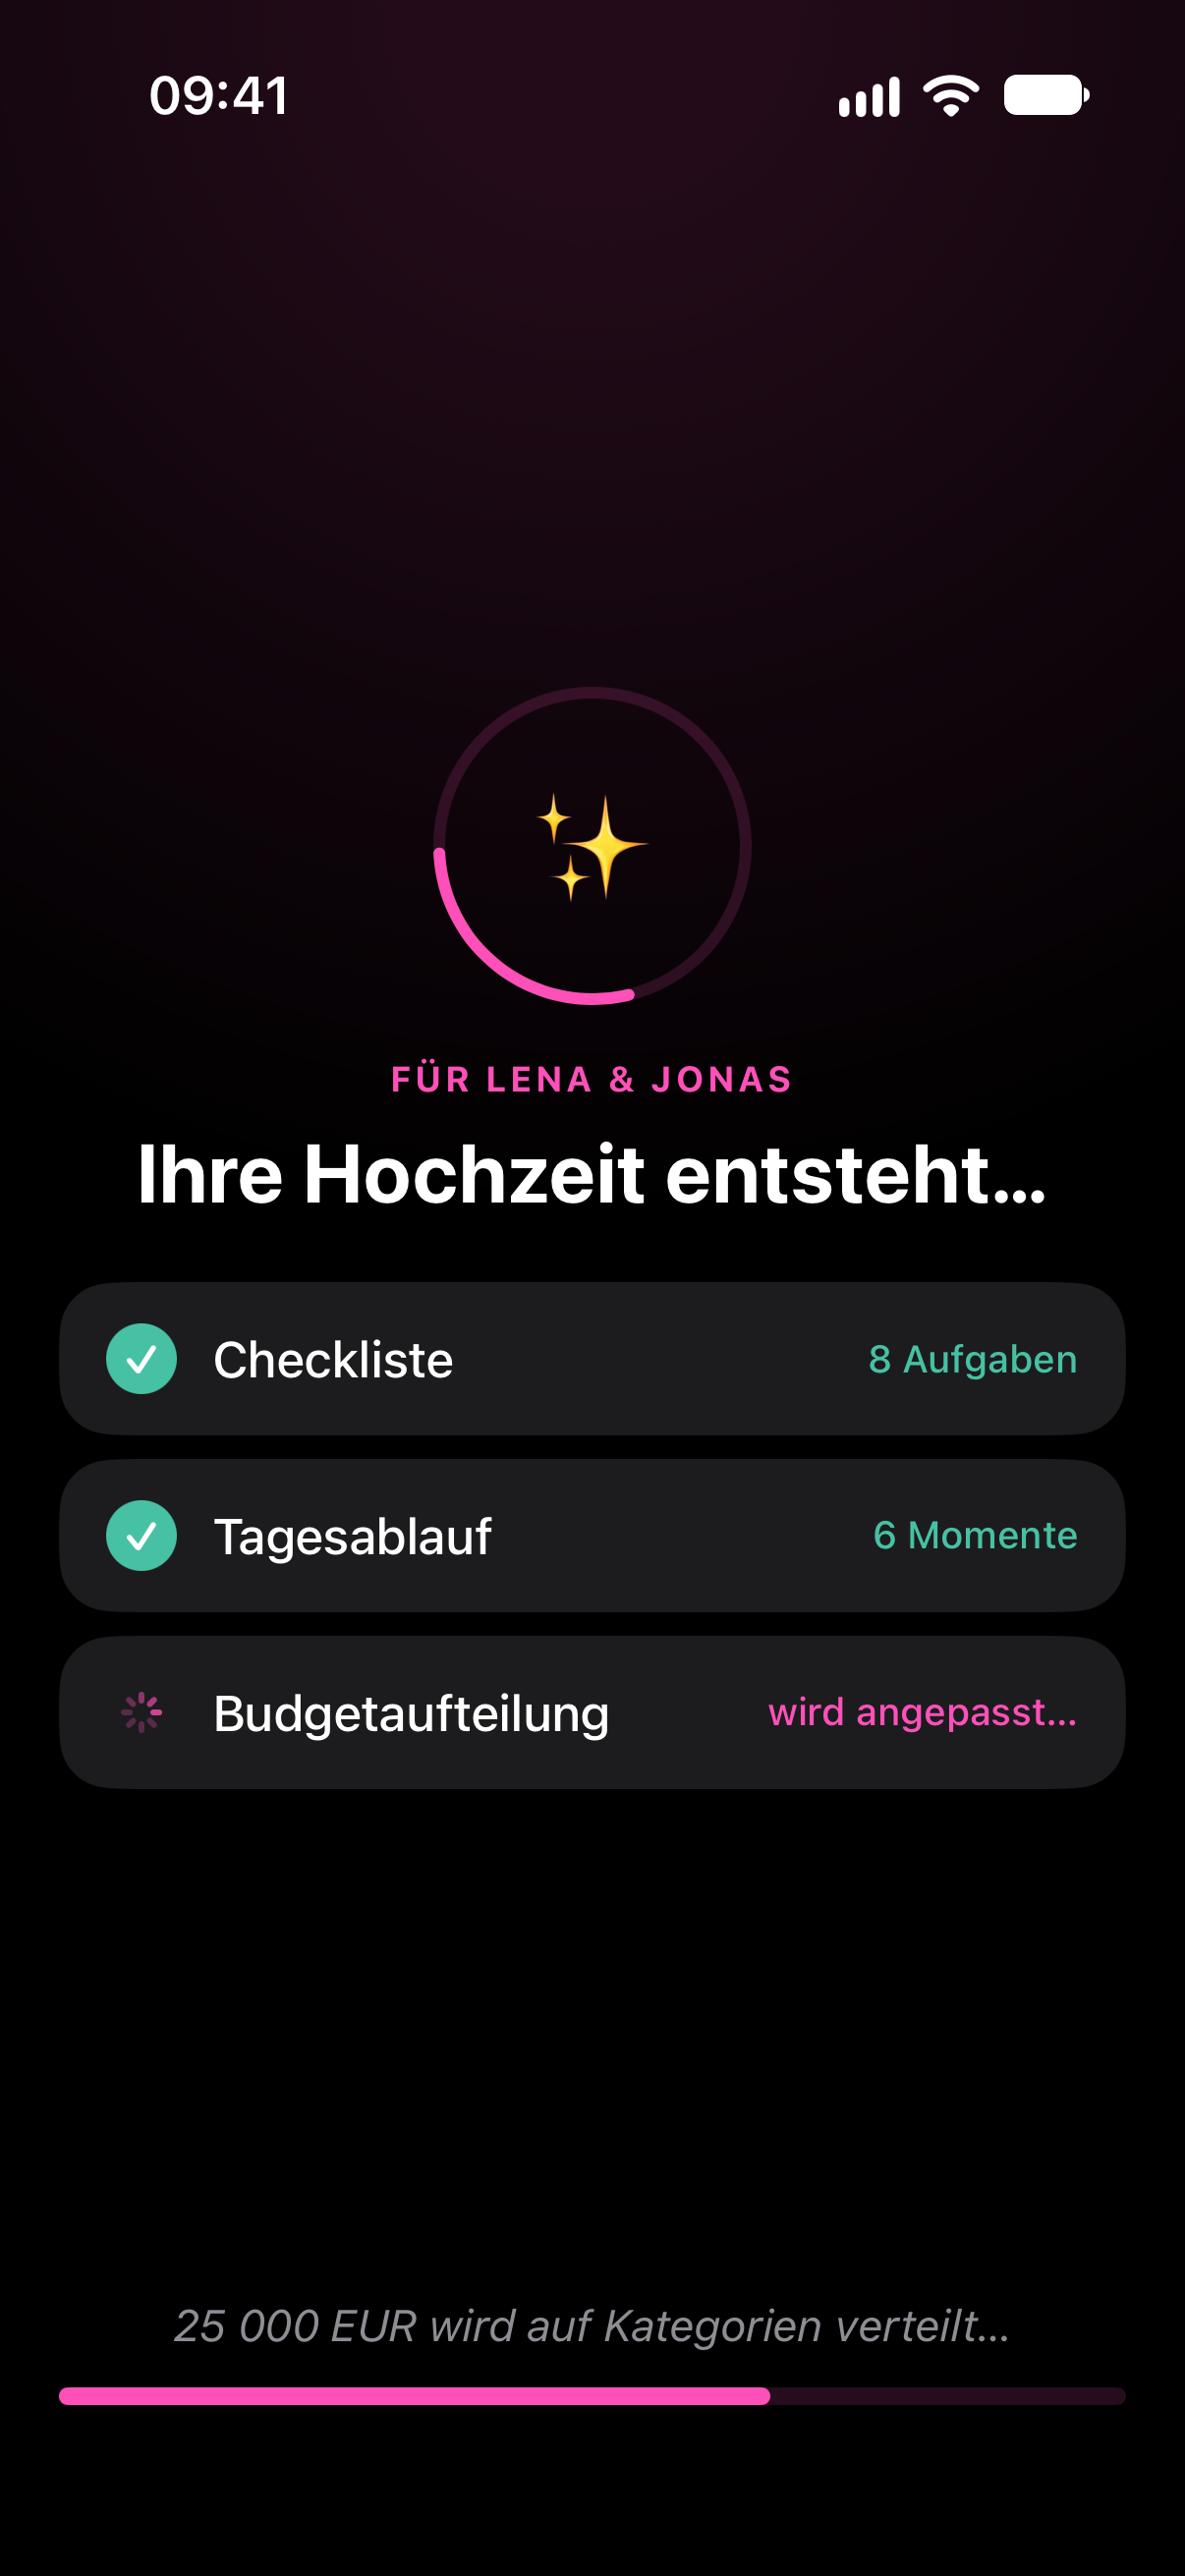 09:41
FÜR LENA & JONAS
Ihre Hochzeit entsteht…
Checkliste
8 Aufgaben
Tagesablauf
6 Momente
Budgetaufteilung
wird angepasst…
25 000 EUR wird auf Kategorien verteilt…